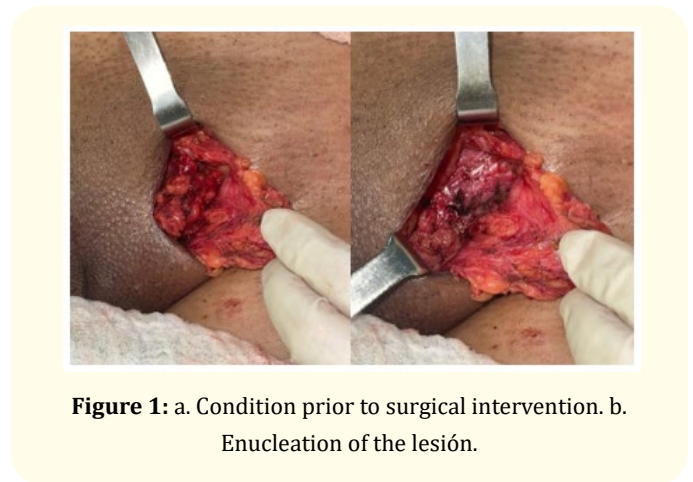 Figure 1: a. Condition prior to surgical intervention. b.
Enucleation of the lesión.